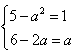 5 − a² = 1
6 − 2a = a